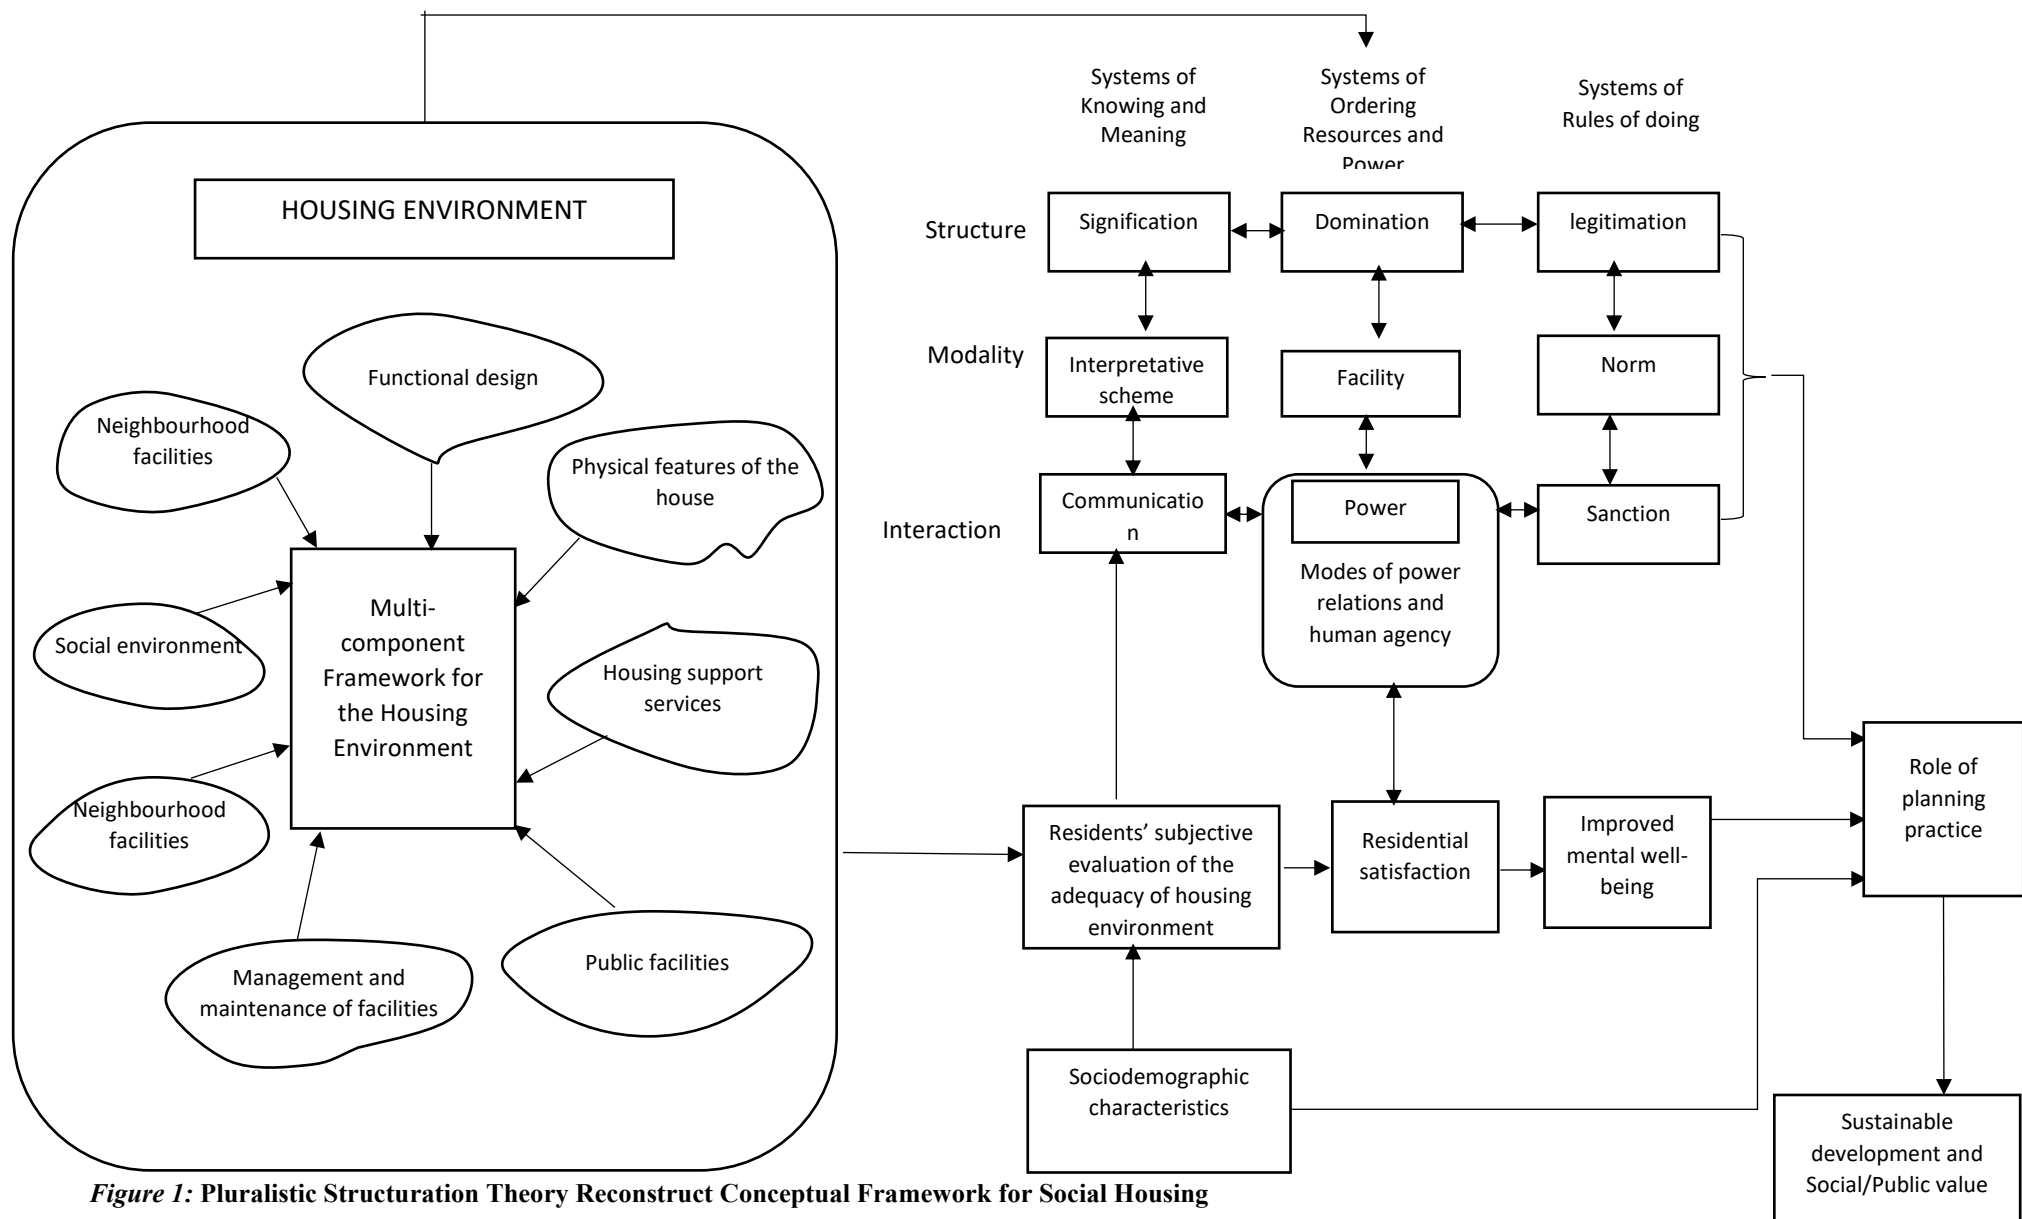 Systems of
Knowing and
Meaning
Systems of
Ordering
Resources and
Power
Systems of
Rules of doing
HOUSING ENVIRONMENT
Functional design
Neighbourhood
facilities
Physical features of the
house
Social environment
Multi-
component
Framework for
the Housing
Environment
Housing support
services
Neighbourhood
facilities
Management and
maintenance of facilities
Public facilities
Structure
Signification
Domination
legitimation
Modality
Interpretative
scheme
Facility
Norm
Interaction
Communicatio
n
Power
Modes of power
relations and
human agency
Sanction
Residents’ subjective
evaluation of the
adequacy of housing
environment
Residential
satisfaction
Improved
mental well-
being
Role of
planning
practice
Sociodemographic
characteristics
Sustainable
development and
Social/Public value
Figure 1: Pluralistic Structuration Theory Reconstruct Conceptual Framework for Social Housing